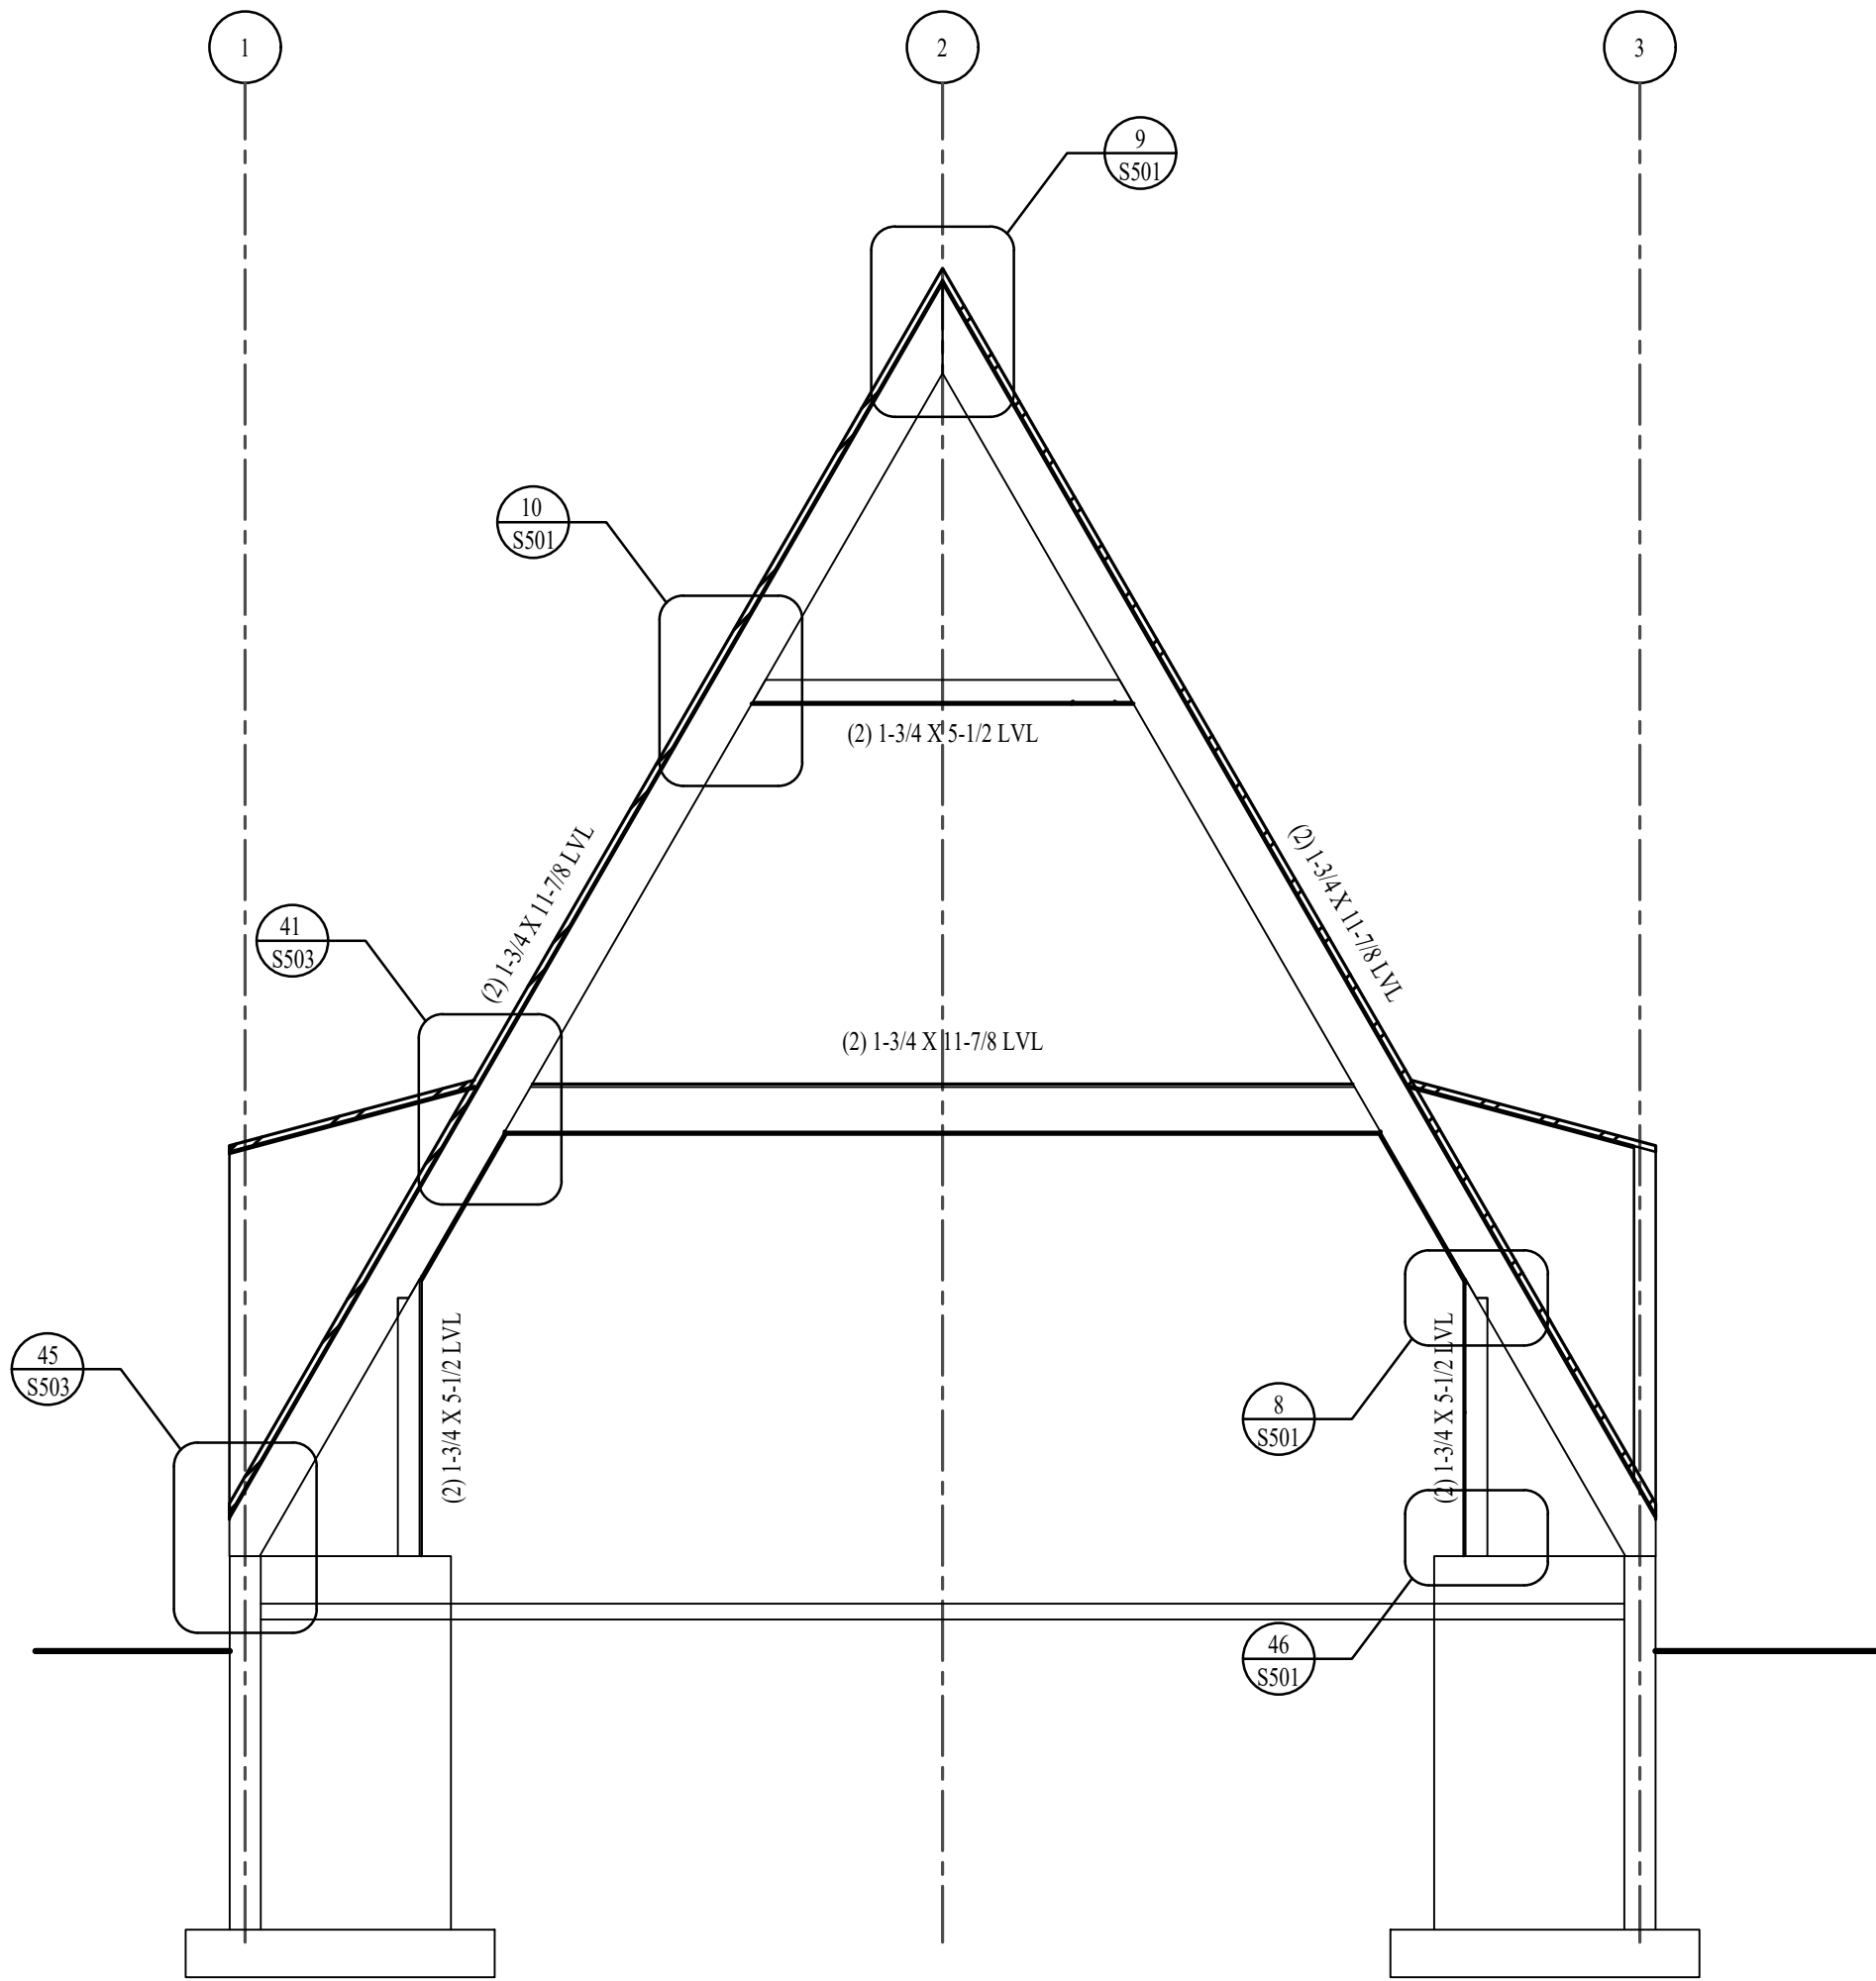 1
2
3
9
S501
10
S501
(2) 1-3/4 X 5-1/2 LVL
(2) 1-3/4 X 11-7/8 LVL
(2) 1-3/4 X 11-7/8 LVL
41
S503
(2) 1-3/4 X 11-7/8 LVL
45
S503
(2) 1-3/4 X 5-1/2 LVL
(2) 1-3/4 X 5-1/2 LVL
8
S501
46
S501